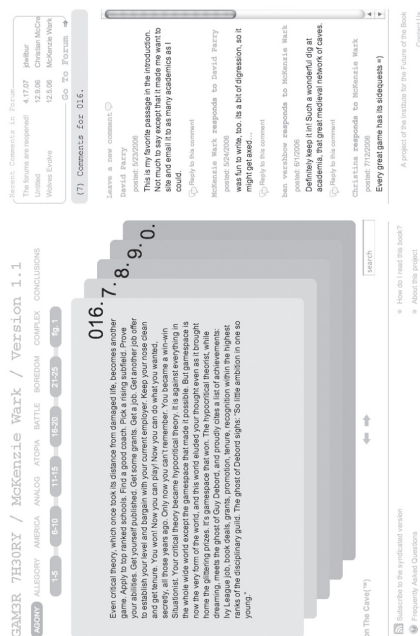 GAM3R 7H3ORY / McKenzie Wark / Version 1.1
AGONY ALLEGORY AMERICA ANALOG ATOPIA BATTLE BOREDOM COMPLEX CONCLUSIONS
1-5 6-10 11-15 16-20 21-25 fig. 1
016. 7. 8. 9. 0.
Even critical theory, which once took its distance from damaged life, becomes another
game. Apply to top ranked schools. Find a good coach. Pick a rising subfield. Prove
your abilities. Get yourself published. Get some grants. Get a job. Get another job offer
to establish your level and bargain with your current employer. Keep your nose clean
and get tenure. You won! Now you can play! Now you can do what you wanted,
secretly, all those years ago. Only now you can't remember. You became a win-win
Situationist. Your critical theory became hypocritical theory. It is against everything in
the whole wide world except the gamespace that made it possible. But gamespace is
now the very form of the world, and this world eluded your thought even as it brought
home the glittering prizes. It's gamespace that won. The hypocritical theorist, while
dreaming, meets the ghost of Guy Debord, and proudly cites a list of achievements:
Ivy League job, book deals, grants, promotion, tenure, recognition within the highest
ranks of the disciplinary guild. The ghost of Debord sighs: "So little ambition in one so
young."
on The Cave(™)
search
Subscribe to the syndicated version
Frequently Asked Questions
How do I read this book?
About this project
Recent Comments in Forum
The forums are reopened! 4.17.07 jdwilbur
Untitled 12.9.06 Christian McCrea
Wolves Evolve 12.5.06 McKenzie Wark
Go To Forum
(7) Comments for 016.
Leave a new comment
David Parry
posted: 5/23/2006
This is my favorite passage in the introduction.
Not much to say except that it made me want to
site and email it to as many academics as I
could.
Reply to this comment
McKenzie Wark responds to David Parry
posted: 5/24/2006
was fun to write, too. Its a bit of digression, so it
might get axed...
Reply to this comment
ben vershbow responds to McKenzie Wark
posted: 6/1/2006
Definitely keep it in! Such a wonderful dig at
academia, that great medieval network of caves.
Christina responds to McKenzie Wark
posted: 7/12/2006
Every great game has its sidequests =)
A project of the Institute for the Future of the Book
Contact us